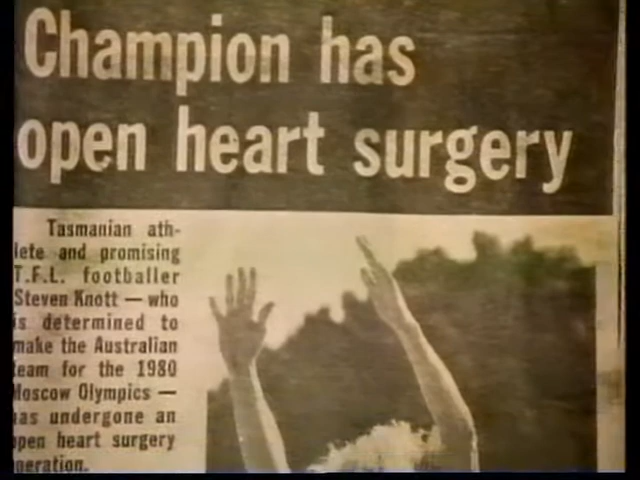 Champion has
open heart surgery
Tasmanian ath-
lete and promising
T.F.L. footballer
Steven Knott — who
is determined to
make the Australian
team for the 1980
Moscow Olympics —
has undergone an
open heart surgery
operation.